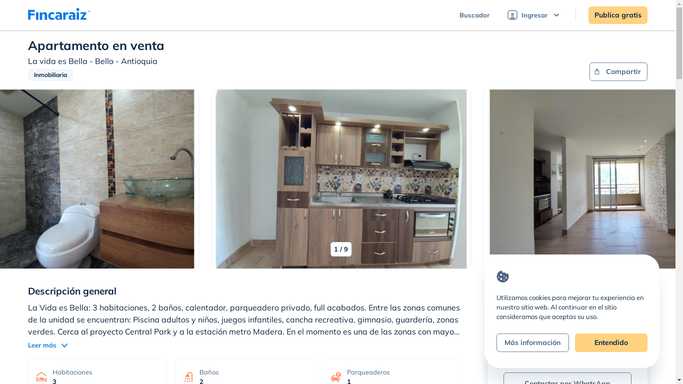 Fincaraiz
Buscador
Ingresar
Publica gratis
Apartamento en venta
La vida es Bella - Bello - Antioquia
Inmobiliaria
Compartir
1 / 9
Descripción general
La Vida es Bella: 3 habitaciones, 2 baños, calentador, parqueadero privado, full acabados. Entre las zonas comunes
de la unidad se encuentran: Piscina adultos y niños, juegos infantiles, cancha recreativa, gimnasio, guardería, zonas
verdes. Cerca al proyecto Central Park y a la estación metro Madera. En el momento es una de las zonas con mayo...
Leer más
Habitaciones
3
Baños
2
Parqueaderos
1
Utilizamos cookies para mejorar tu experiencia en
nuestro sitio web. Al continuar en el sitio
consideramos que aceptas su uso.
Más información
Entendido
Contactar por WhatsApp